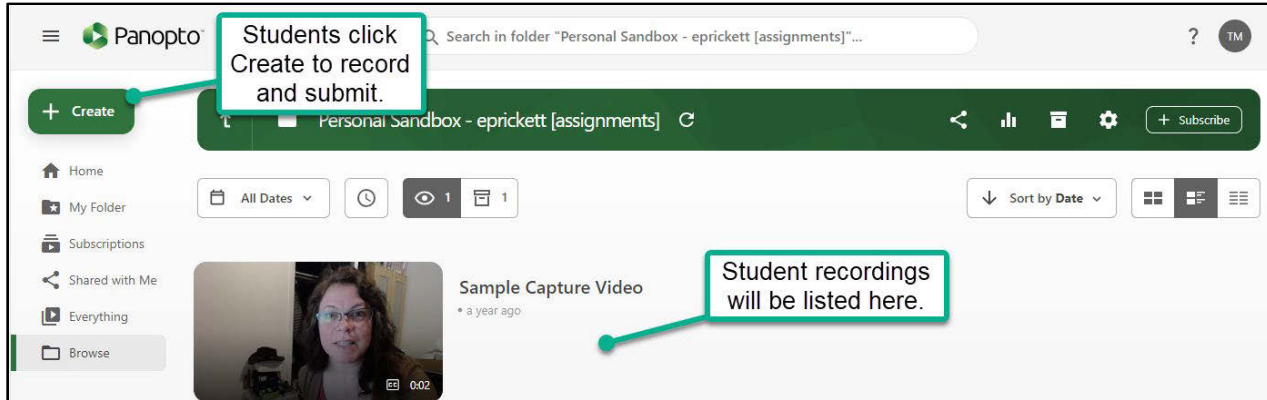 Panopto
Students click
Create to record
and submit.
Search in folder "Personal Sandbox - eprickett [assignments]"...
?
TM
+ Create
Personal Sandbox - eprickett [assignments]
+ Subscribe
Home
My Folder
Subscriptions
Shared with Me
Everything
Browse
All Dates
1
1
Sort by Date
Sample Capture Video
• a year ago
CC 0:02
Student recordings
will be listed here.